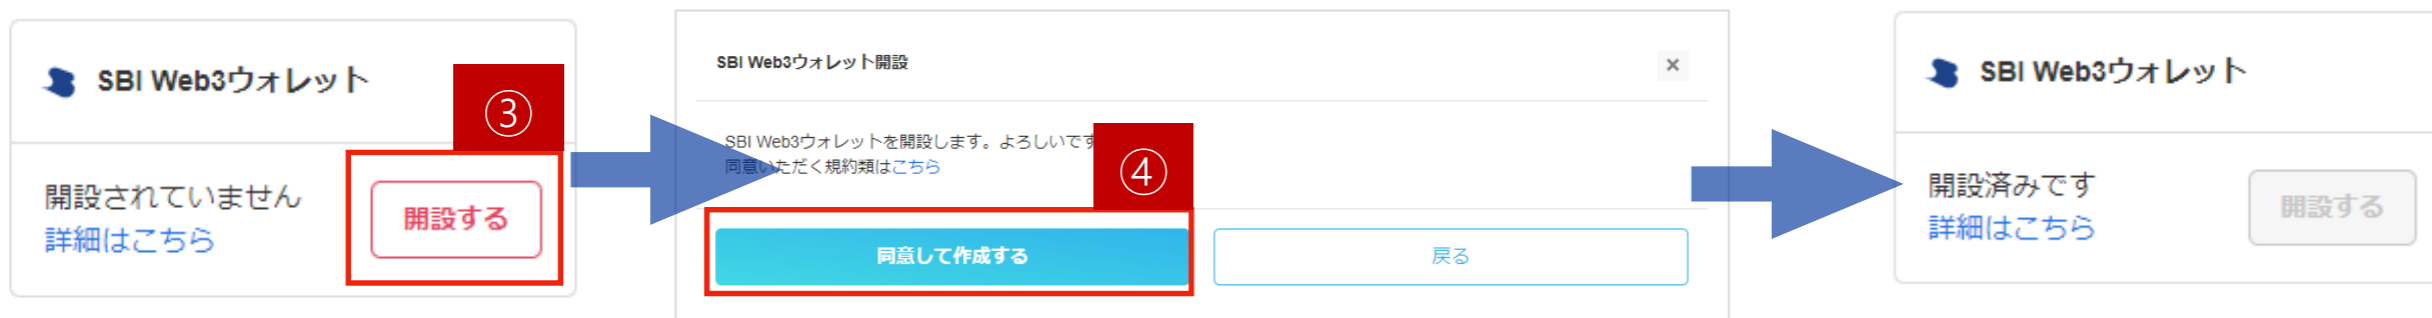 SBI Web3ウォレット
③
開設されていません
詳細はこちら
開設する
SBI Web3ウォレット開設
×
SBI Web3ウォレットを開設します。よろしいです
同意いただく規約類はこちら
④
同意して作成する
戻る
SBI Web3ウォレット
開設済みです
詳細はこちら
開設する